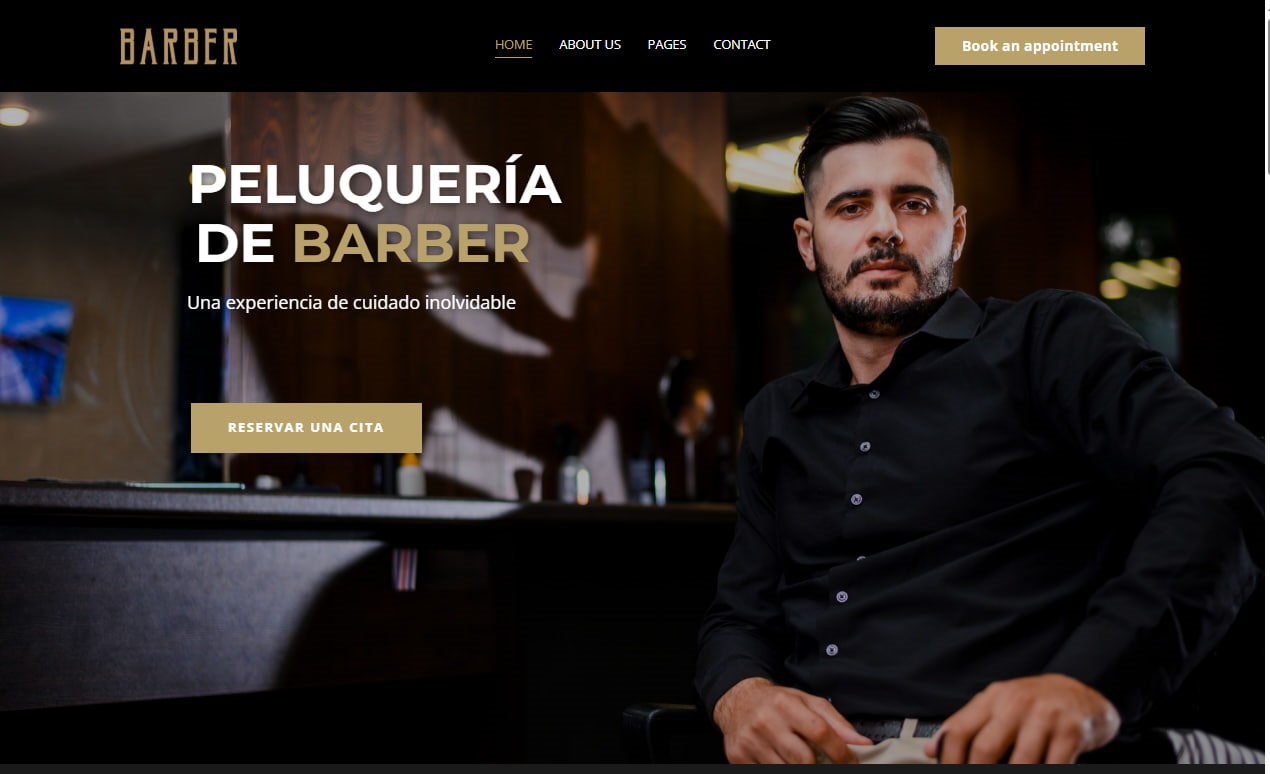 BARBER
HOME
ABOUT US
PAGES
CONTACT
Book an appointment
PELUQUERÍA
DE BARBER
Una experiencia de cuidado inolvidable
RESERVAR UNA CITA